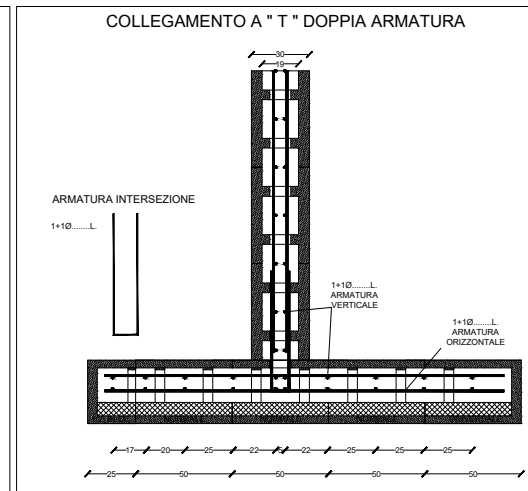 COLLEGAMENTO A " T " DOPPIA ARMATURA
30
19
ARMATURA INTERSEZIONE
1+1Ø........L.
1+1Ø........L.
ARMATURA
VERTICALE
1+1Ø........L.
ARMATURA
ORIZZONTALE
17 20 25 22 22 25 25 25
25 50 50 50 50